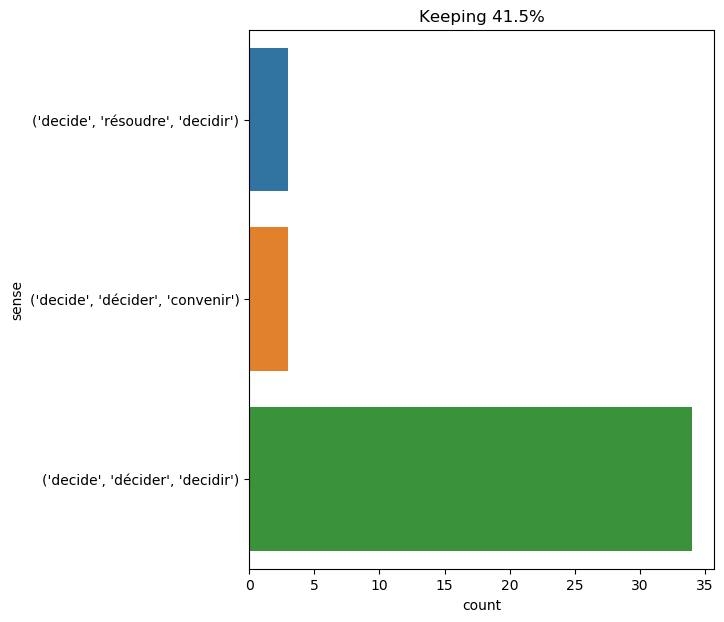 Keeping 41.5%
('decide', 'résoudre', 'decidir')
('decide', 'décider', 'convenir')
('decide', 'décider', 'decidir')
sense
0 5 10 15 20 25 30 35
count